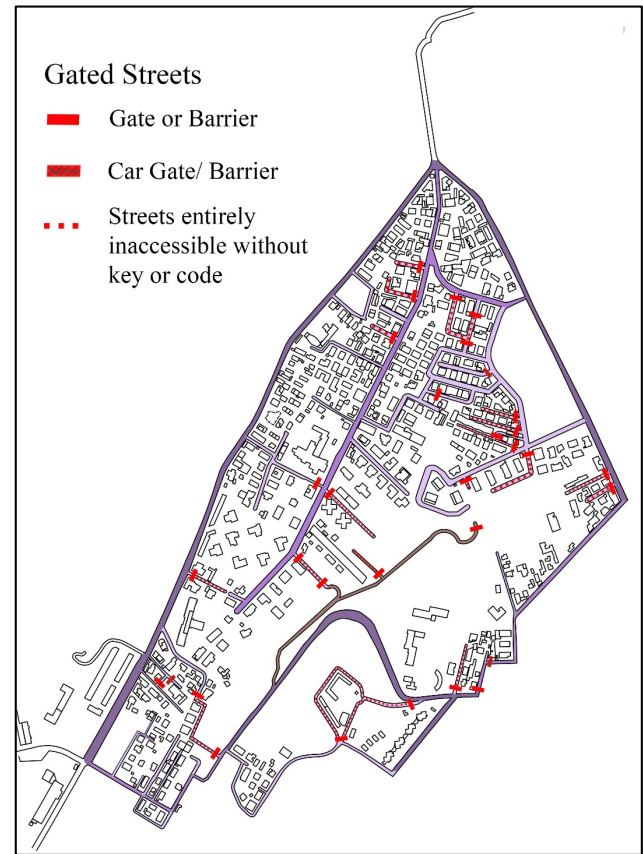 Gated Streets
Gate or Barrier
Car Gate/ Barrier
Streets entirely
inaccessible without
key or code